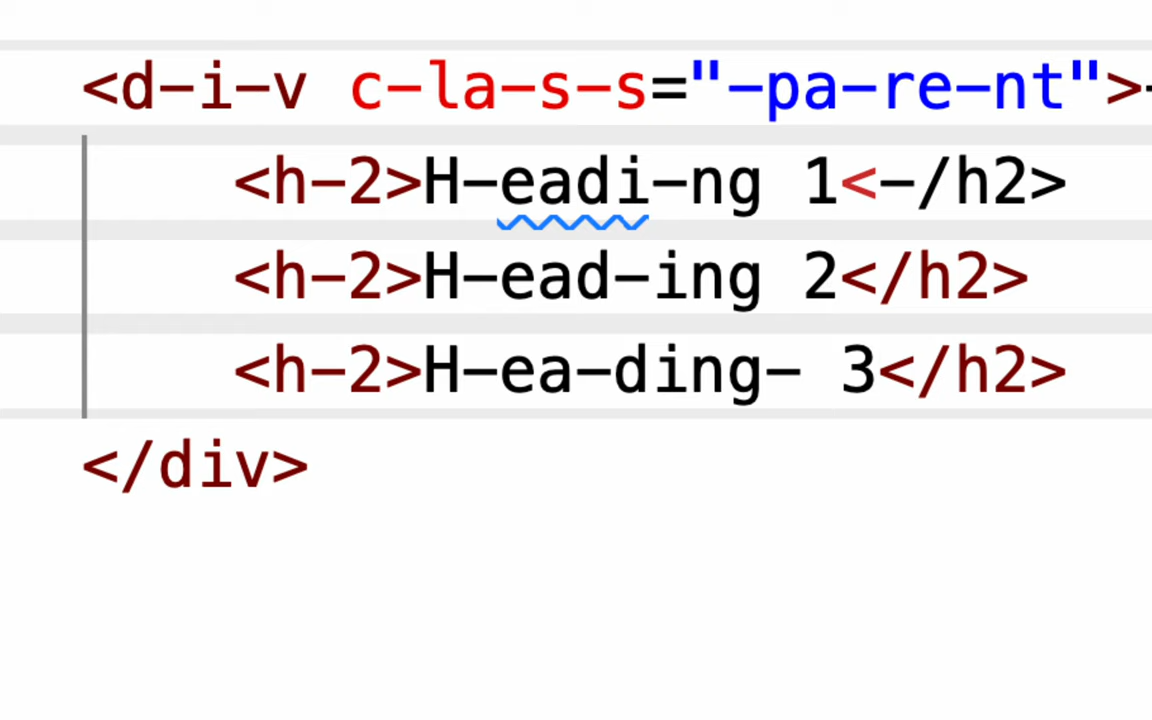 <d-i-v c-la-s-s="-pa-re-nt">-
<h-2>H-eadi-ng 1<-/h2>
<h-2>H-ead-ing 2</h2>
<h-2>H-ea-ding- 3</h2>
</div>